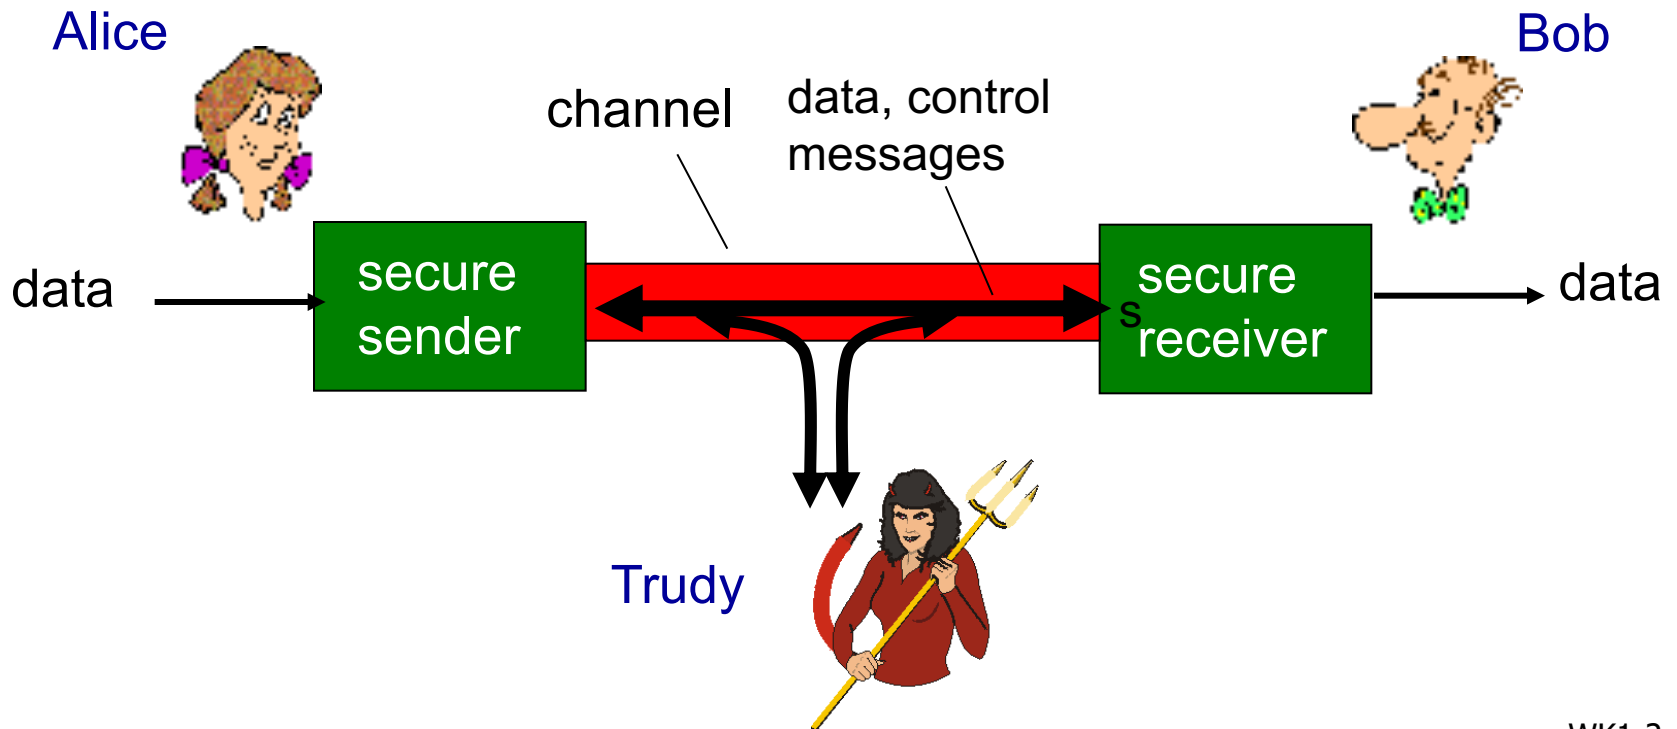 Alice
Bob
channel
data, control
messages
data
secure
sender
s
secure
receiver
data
Trudy